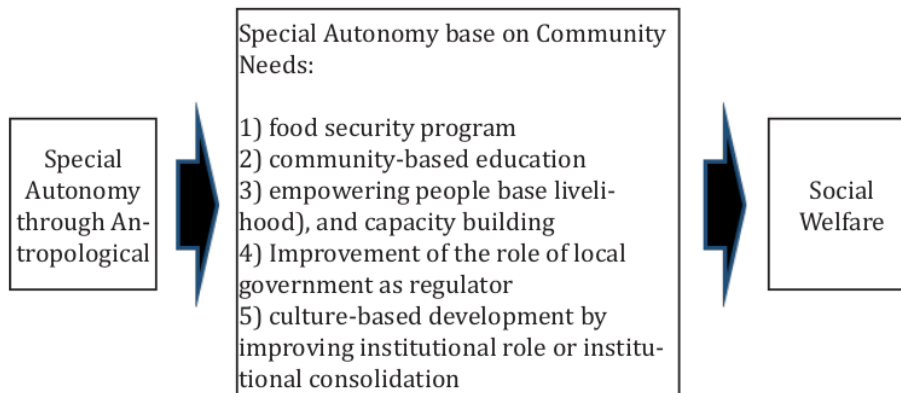 Special
Autonomy
through An-
tropological
Special Autonomy base on Community
Needs:
1) food security program
2) community-based education
3) empowering people base liveli-
hood), and capacity building
4) Improvement of the role of local
government as regulator
5) culture-based development by
improving institutional role or institu-
tional consolidation
Social
Welfare